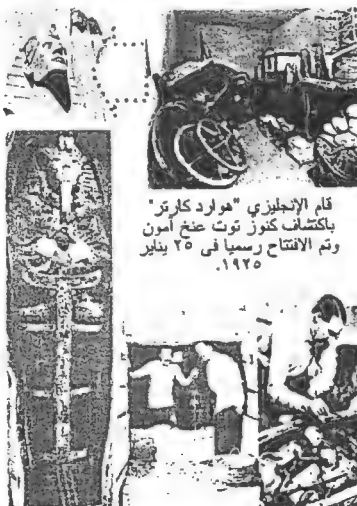 قام الإنجليزي "هوارد كارتر"
باكتشاف كنوز توت عنخ آمون
وتم الافتتاح رسميا فى ٢٥ يناير
١٩٢٥.